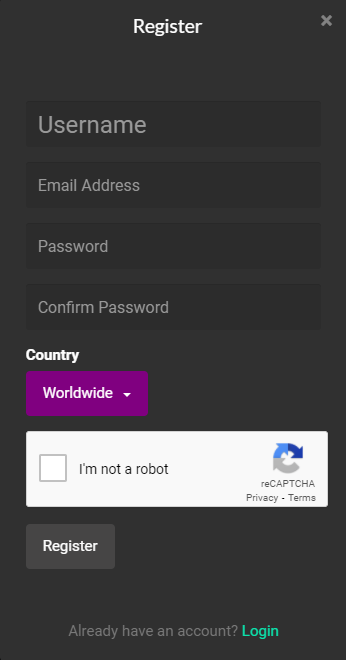 Register
×
Username
Email Address
Password
Confirm Password
Country
Worldwide
I'm not a robot
reCAPTCHA
Privacy - Terms
Register
Already have an account? Login